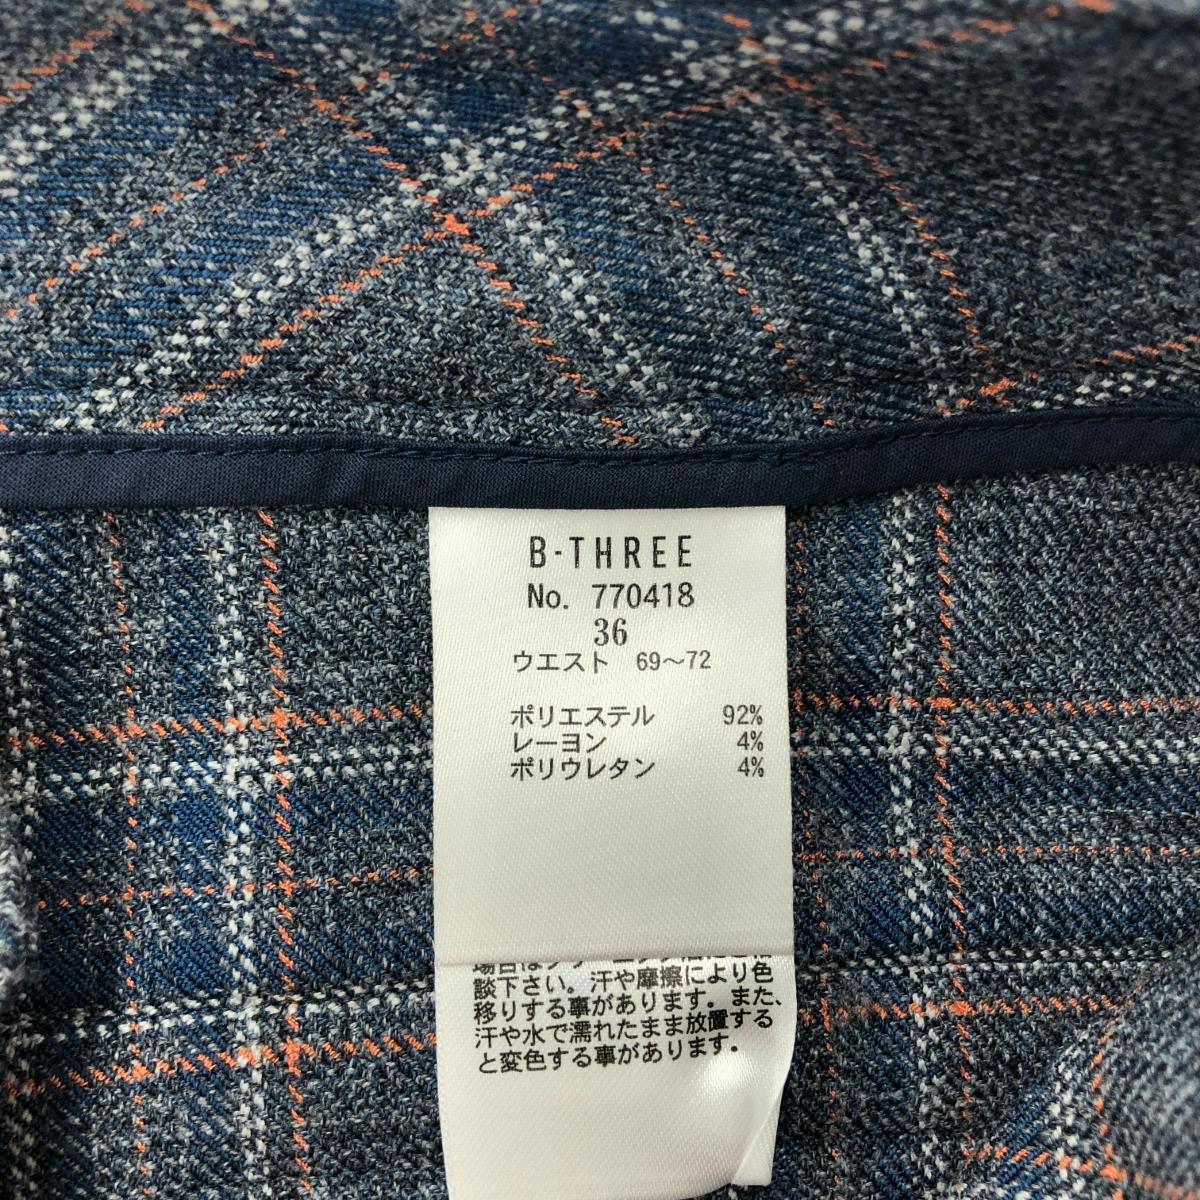 B-THREE
No. 770418
36
ウエスト 69～72
ポリエステル 92%
レーヨン 4%
ポリウレタン 4%
談下さい。汗や摩擦により色
移りする事があります。また、
汗や水で濡れたまま放置する
と変色する事があります。